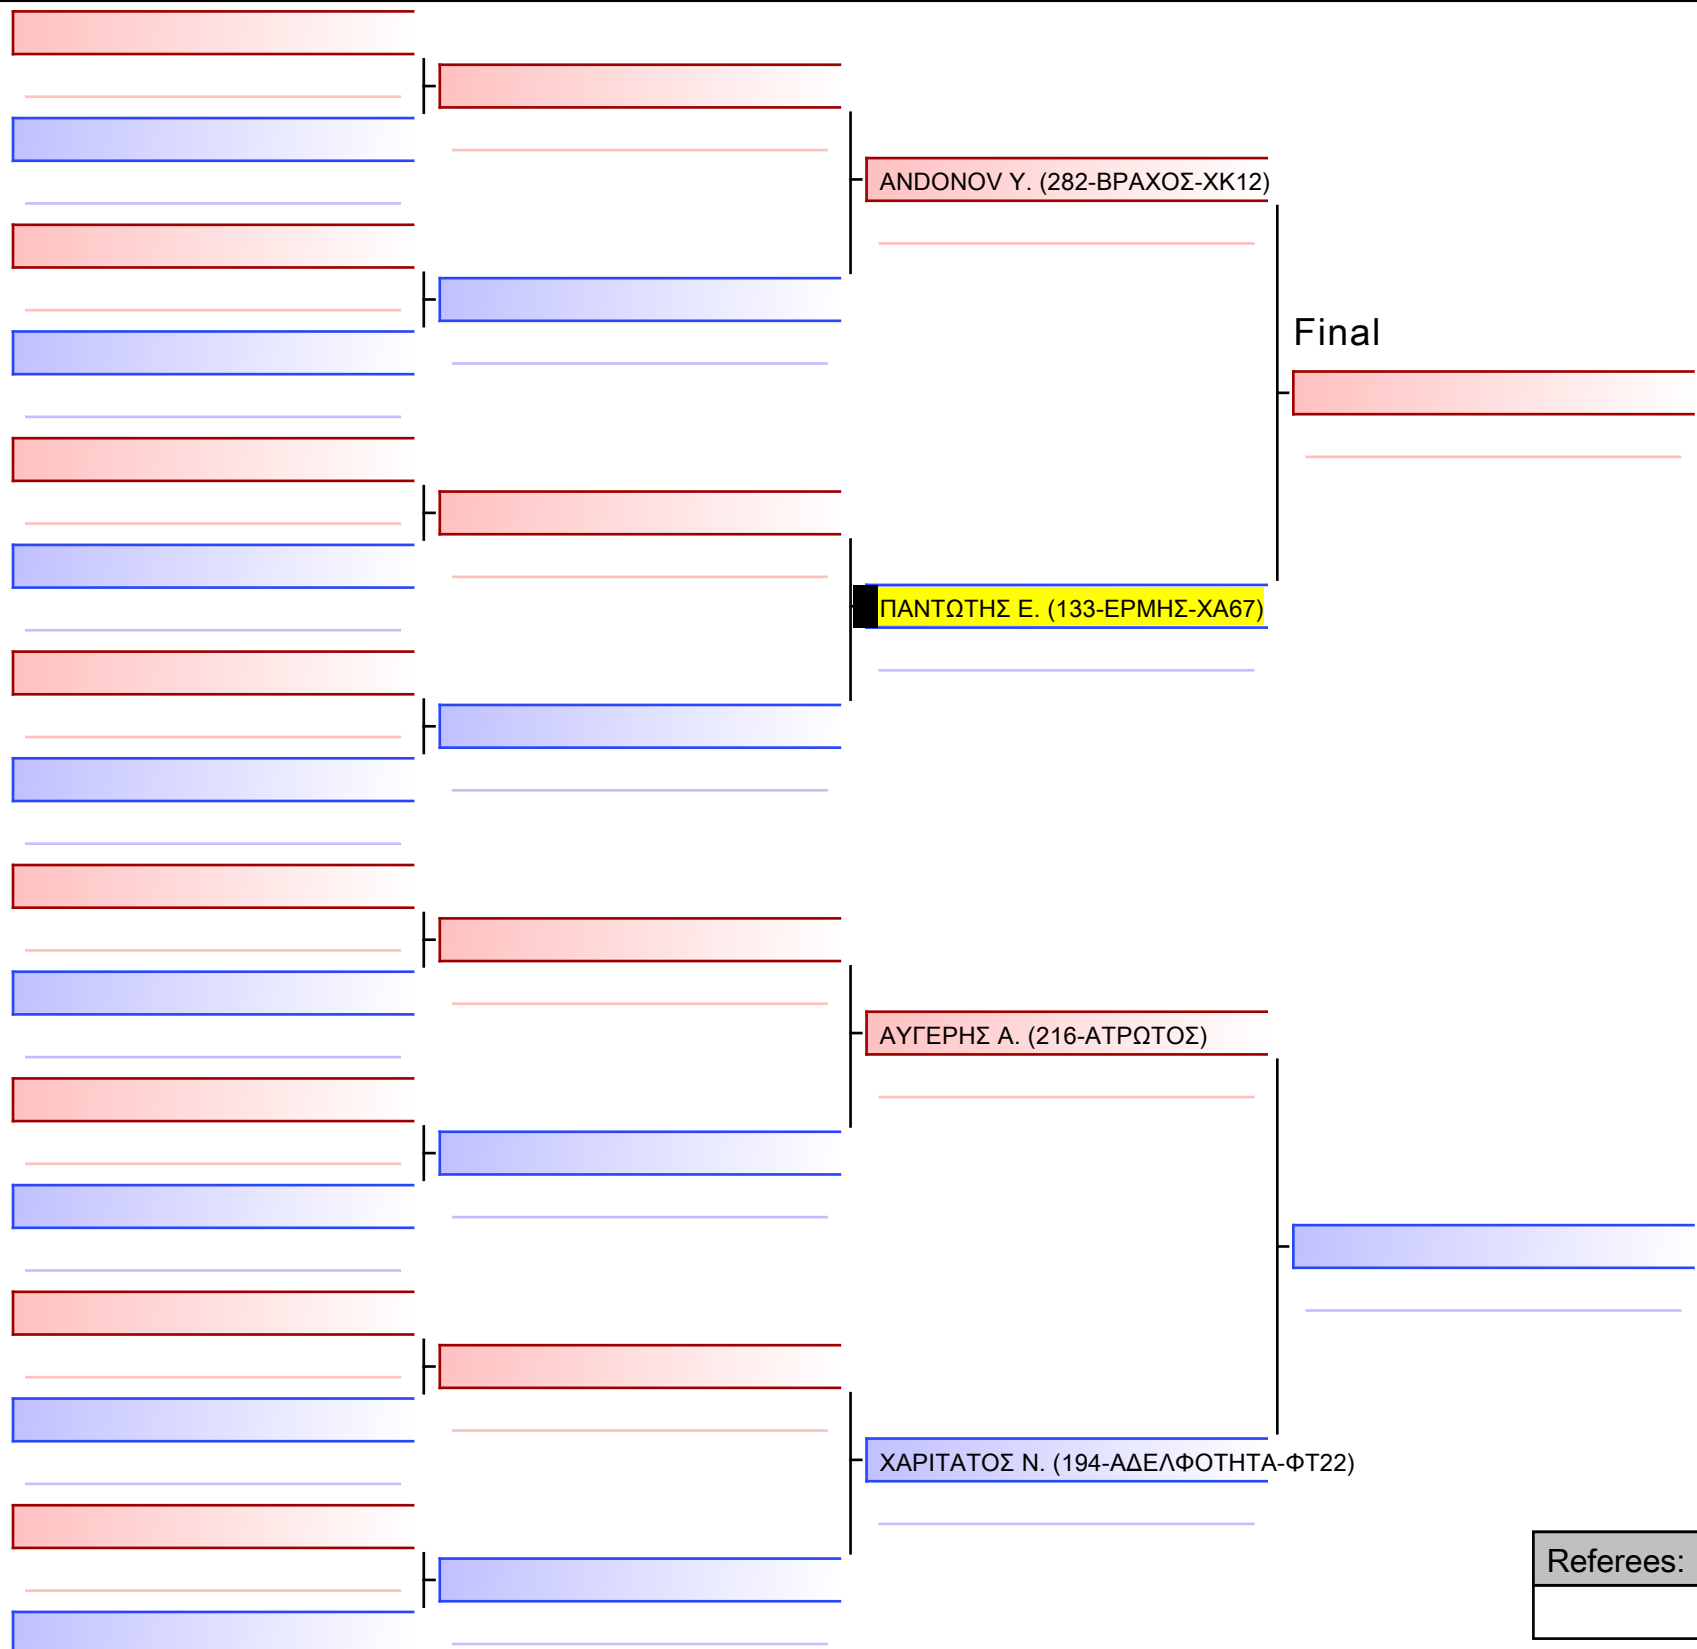 ANDONOV Y. (282-ΒΡΑΧΟΣ-ΧΚ12)
Final
ΠΑΝΤΩΤΗΣ Ε. (133-ΕΡΜΗΣ-ΧΑ67)
ΑΥΓΕΡΗΣ Α. (216-ΑΤΡΩΤΟΣ)
ΧΑΡΙΤΑΤΟΣ Ν. (194-ΑΔΕΛΦΟΤΗΤΑ-ΦΤ22)
Referees: